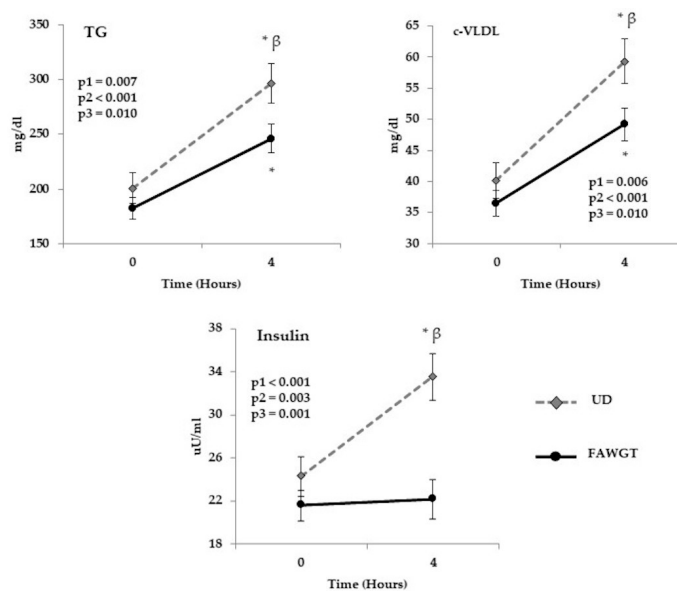 TG
* β
350
p1 = 0.007
p2 < 0.001
p3 = 0.010
300
mg/dl
250
200
*
150
0
4
Time (Hours)
c-VLDL
* β
65
60
55
mg/dl
50
45
*
p1 = 0.006
p2 < 0.001
p3 = 0.010
40
35
30
0
4
Time (Hours)
Insulin
* β
38
p1 < 0.001
p2 = 0.003
p3 = 0.001
34
30
uU/ml
26
22
18
0
4
Time (Hours)
UD
FAWGT